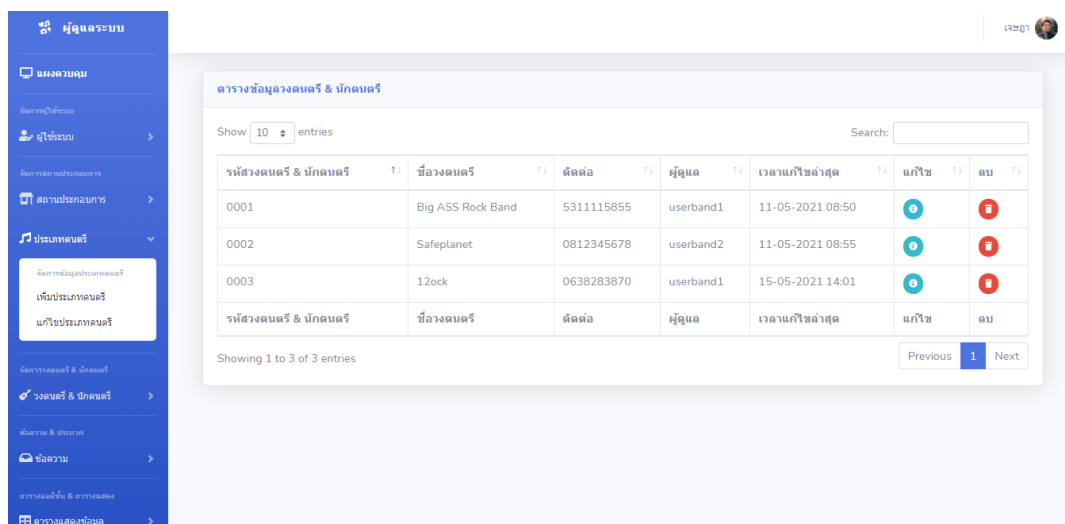 ผู้ดูแลระบบ
เจษฎา
แผงควบคุม
จัดการผู้ใช้ระบบ
ผู้ใช้ระบบ
จัดการสถานประกอบการ
สถานประกอบการ
ประเภทดนตรี
จัดการข้อมูลประเภทดนตรี
เพิ่มประเภทดนตรี
แก้ไขประเภทดนตรี
จัดการวงดนตรี & นักดนตรี
วงดนตรี & นักดนตรี
ข้อความ & ประกาศ
ข้อความ
ตารางออดิชั่น & ตารางแสดง
ตารางแสดงข้อมูล
ตารางข้อมูลวงดนตรี & นักดนตรี
Show 10 entries Search:
รหัสวงดนตรี & นักดนตรี ชื่อวงดนตรี ติดต่อ ผู้ดูแล เวลาแก้ไขล่าสุด แก้ไข ลบ
0001 Big ASS Rock Band 5311115855 userband1 11-05-2021 08:50
0002 Safeplanet 0812345678 userband2 11-05-2021 08:55
0003 12ock 0638283870 userband1 15-05-2021 14:01
รหัสวงดนตรี & นักดนตรี ชื่อวงดนตรี ติดต่อ ผู้ดูแล เวลาแก้ไขล่าสุด แก้ไข ลบ
Showing 1 to 3 of 3 entries Previous 1 Next